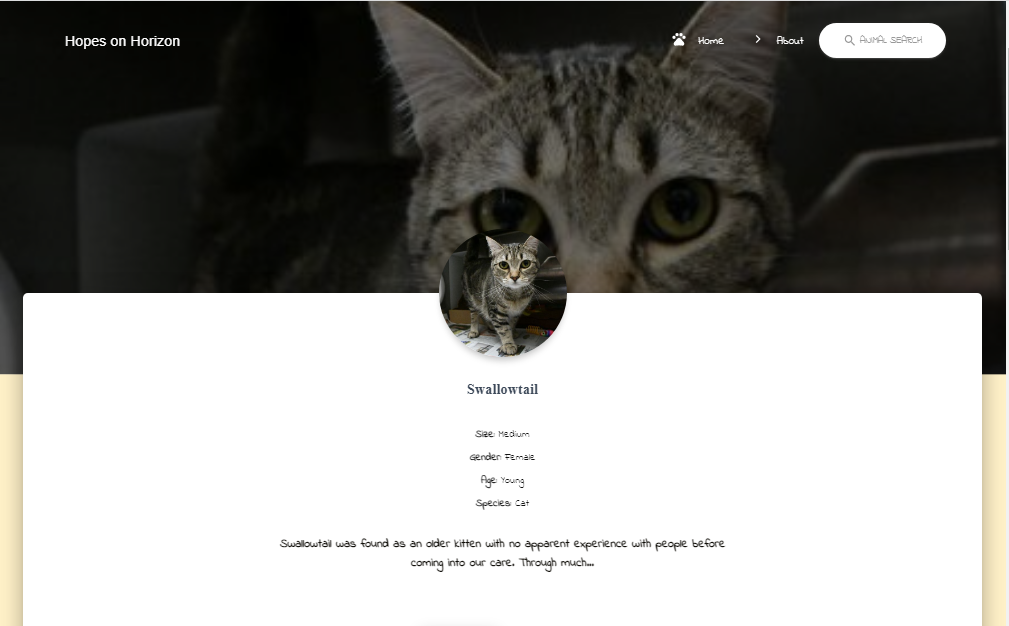 Hopes on Horizon
Home
About
ANIMAL SEARCH
Swallowtail
Size: Medium
Gender: Female
Age: Young
Species: Cat
Swallowtail was found as an older kitten with no apparent experience with people before
coming into our care. Through much...